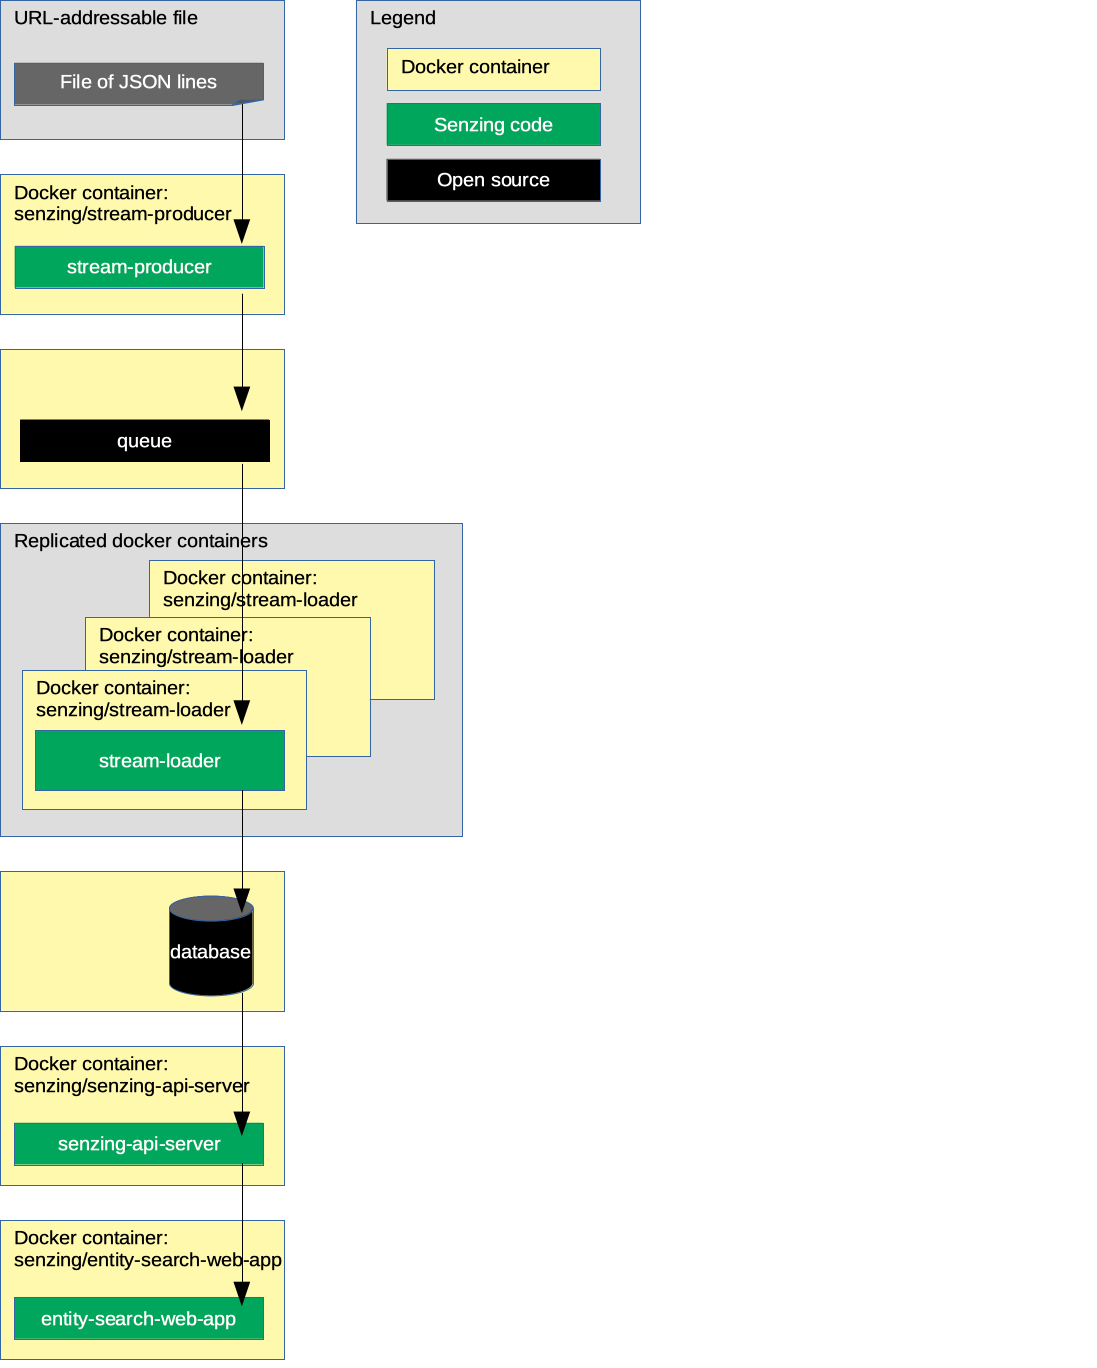 URL-addressable file
File of JSON lines
Legend
Docker container
Senzing code
Open source
Docker container:
senzing/stream-producer
stream-producer
queue
Replicated docker containers
Docker container:
senzing/stream-loader
Docker container:
senzing/stream-loader
Docker container:
senzing/stream-loader
stream-loader
database
Docker container:
senzing/senzing-api-server
senzing-api-server
Docker container:
senzing/entity-search-web-app
entity-search-web-app